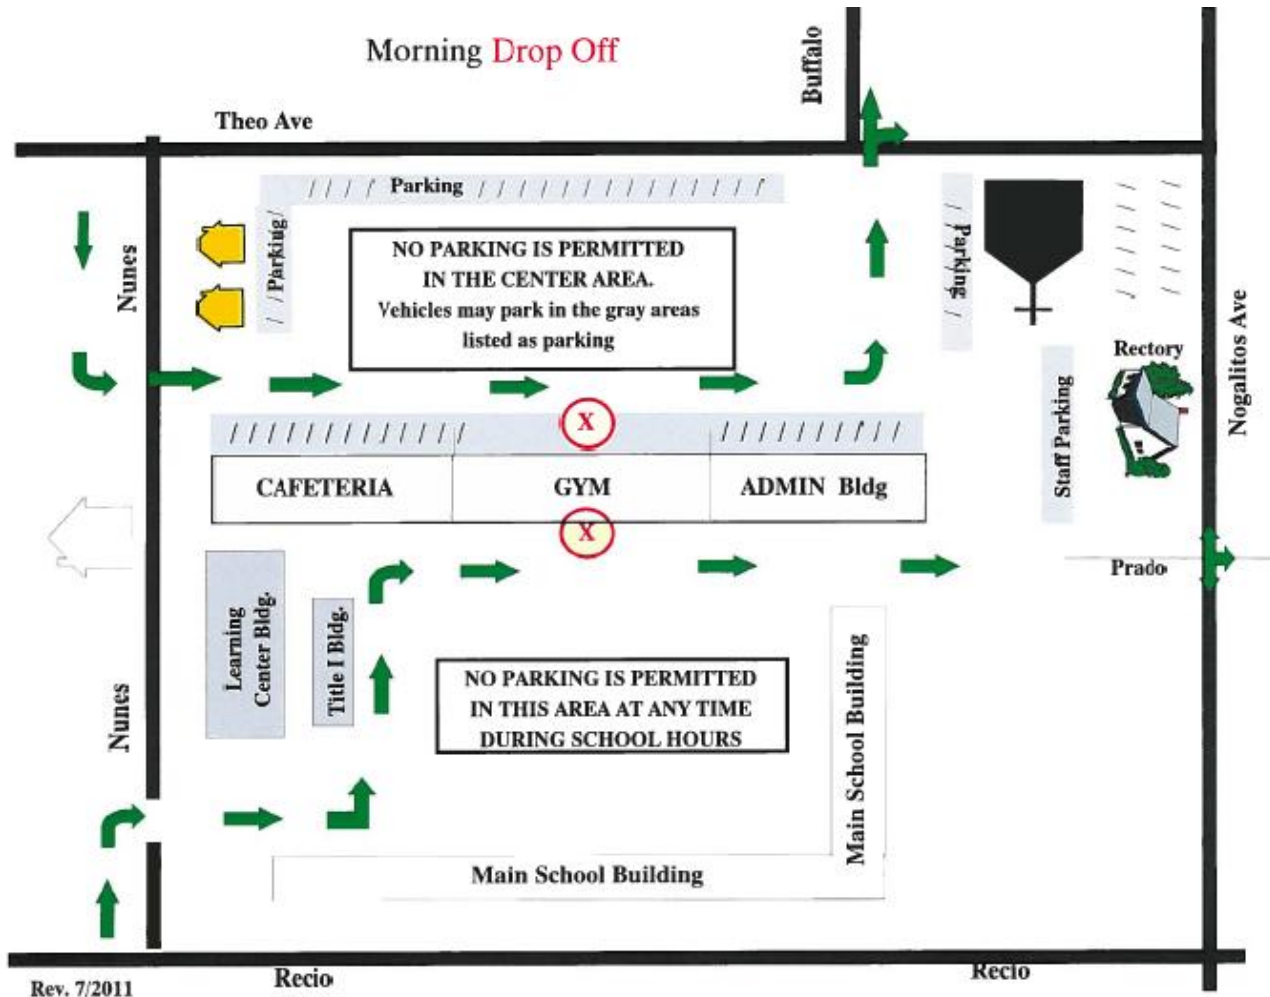 Morning Drop Off
Buffalo
Theo Ave
Parking
Nunes
Parking
NO PARKING IS PERMITTED
IN THE CENTER AREA.
Vehicles may park in the gray areas
listed as parking
Parking
Rectory
Nogalitos Ave
X
Staff Parking
CAFETERIA
GYM
ADMIN Bldg
X
Prado
Learning
Center Bldg.
Title I Bldg.
Nunes
NO PARKING IS PERMITTED
IN THIS AREA AT ANY TIME
DURING SCHOOL HOURS
Main School Building
Main School Building
Recio
Recio
Rev. 7/2011